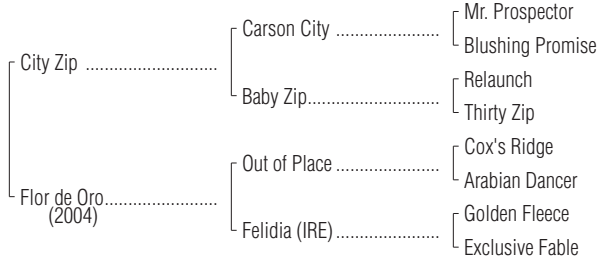 Mr. Prospector
Carson City ........................
Blushing Promise
City Zip ..............................
Relaunch
Baby Zip..............................
Thirty Zip
Cox's Ridge
Out of Place ........................
Arabian Dancer
Flor de Oro.........................
(2004)
Golden Fleece
Felidia (IRE) ........................
Exclusive Fable